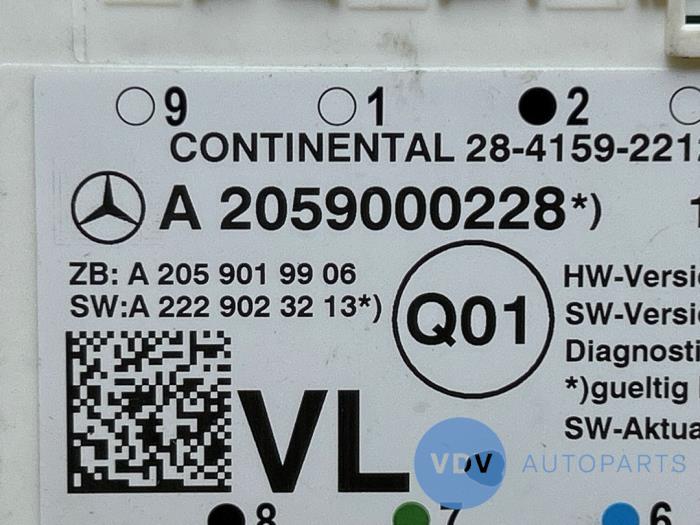 9 1 2
CONTINENTAL 28-4159-221
A 2059000228*)
ZB: A 205 901 99 06
SW:A 222 902 32 13*)
Q01
HW-Versi
SW-Versi
Diagnosti
*)gueltig
SW-Aktua
VL
VDV AUTOPARTS
8 7 6